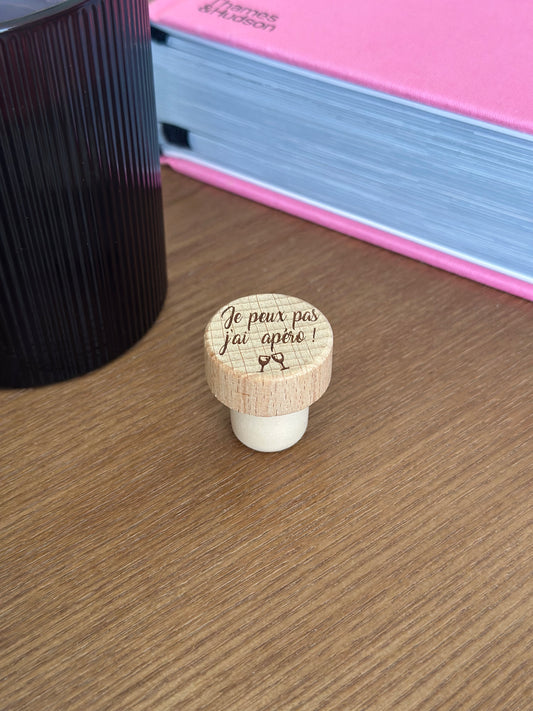 Thames
&Hudson
Je peux pas
j'ai apéro !